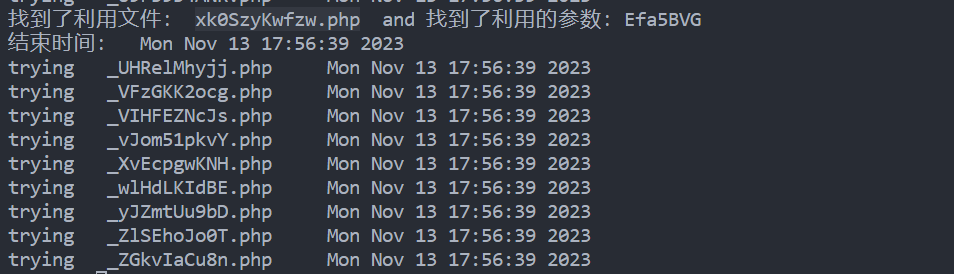 找到了利用文件: xk0SzyKwfzw.php and 找到了利用的参数: Efa5BVG
结束时间: Mon Nov 13 17:56:39 2023
trying _UHRelMhyjj.php Mon Nov 13 17:56:39 2023
trying _VFzGKK2ocg.php Mon Nov 13 17:56:39 2023
trying _VIHFEZNcJs.php Mon Nov 13 17:56:39 2023
trying _vJom51pkvY.php Mon Nov 13 17:56:39 2023
trying _XvEcpgwKNH.php Mon Nov 13 17:56:39 2023
trying _wlHdLKIdBE.php Mon Nov 13 17:56:39 2023
trying _yJZmtUu9bD.php Mon Nov 13 17:56:39 2023
trying _ZlSEhoJo0T.php Mon Nov 13 17:56:39 2023
trying _ZGkvIaCu8n.php Mon Nov 13 17:56:39 2023